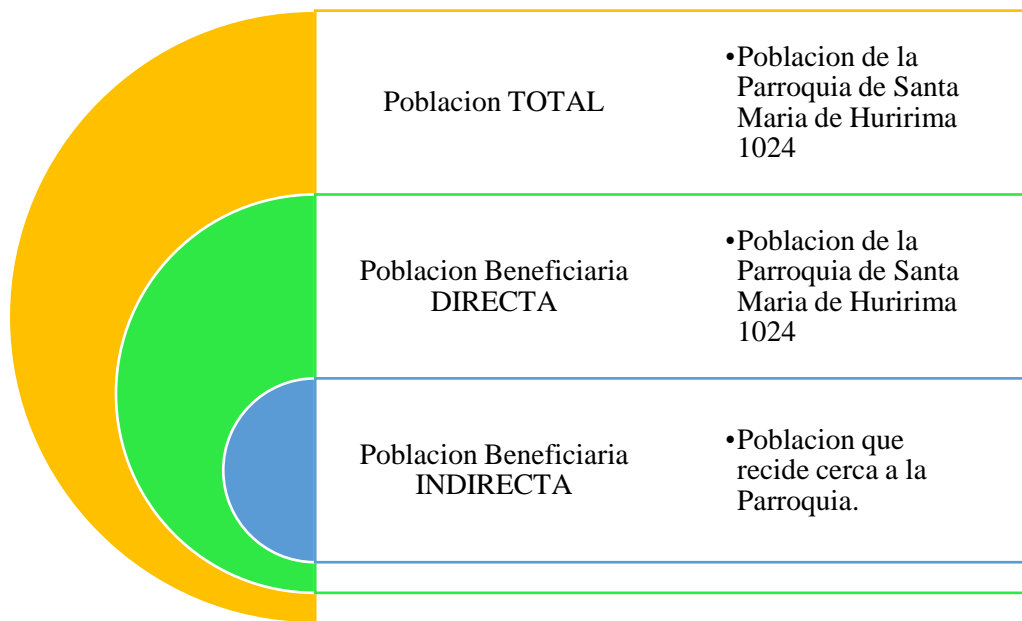 Poblacion TOTAL
•Poblacion de la
Parroquia de Santa
Maria de Huririma
1024
Poblacion Beneficiaria
DIRECTA
•Poblacion de la
Parroquia de Santa
Maria de Huririma
1024
Poblacion Beneficiaria
INDIRECTA
•Poblacion que
recide cerca a la
Parroquia.